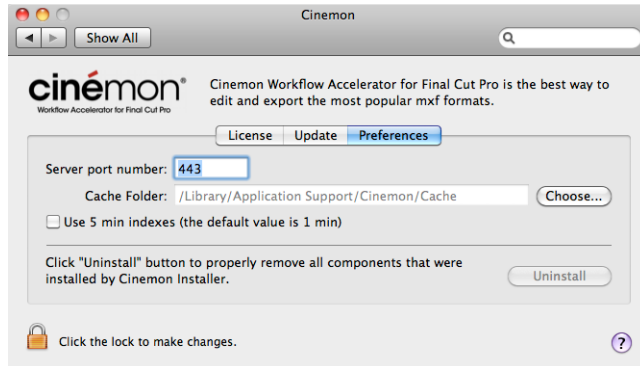 Cinemon
Show All
cinémon®
Workflow Accelerator for Final Cut Pro
Cinemon Workflow Accelerator for Final Cut Pro is the best way to
edit and export the most popular mxf formats.
License Update Preferences
Server port number: 443
Cache Folder: /Library/Application Support/Cinemon/Cache Choose...
Use 5 min indexes (the default value is 1 min)
Click "Uninstall" button to properly remove all components that were
installed by Cinemon Installer.
Uninstall
Click the lock to make changes.
?